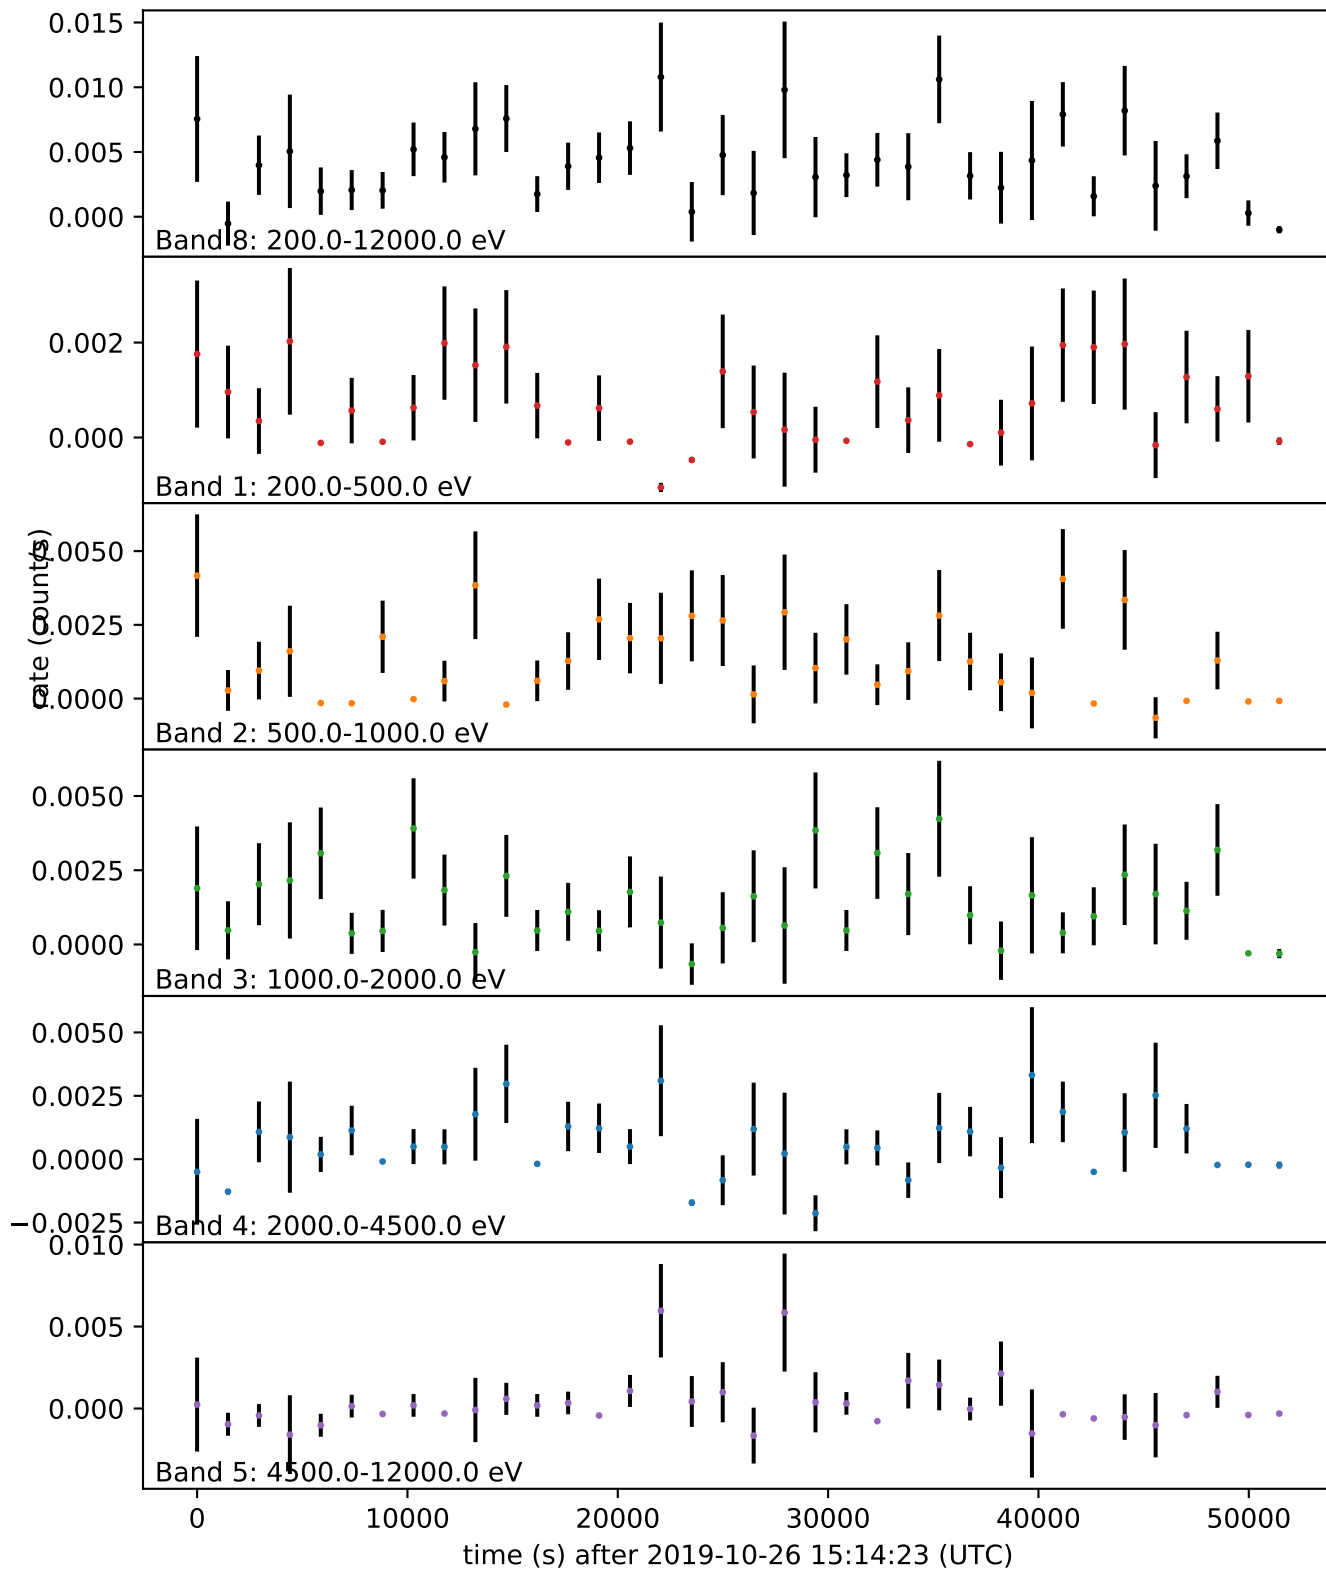 0.015
0.010
0.005
0.000
Band 8: 200.0-12000.0 eV
0.002
0.000
Band 1: 200.0-500.0 eV
rate (count/s)
0.0050
0.0025
0.0000
Band 2: 500.0-1000.0 eV
0.0050
0.0025
0.0000
Band 3: 1000.0-2000.0 eV
0.0050
0.0025
0.0000
−0.0025
Band 4: 2000.0-4500.0 eV
0.010
0.005
0.000
Band 5: 4500.0-12000.0 eV
0 10000 20000 30000 40000 50000
time (s) after 2019-10-26 15:14:23 (UTC)